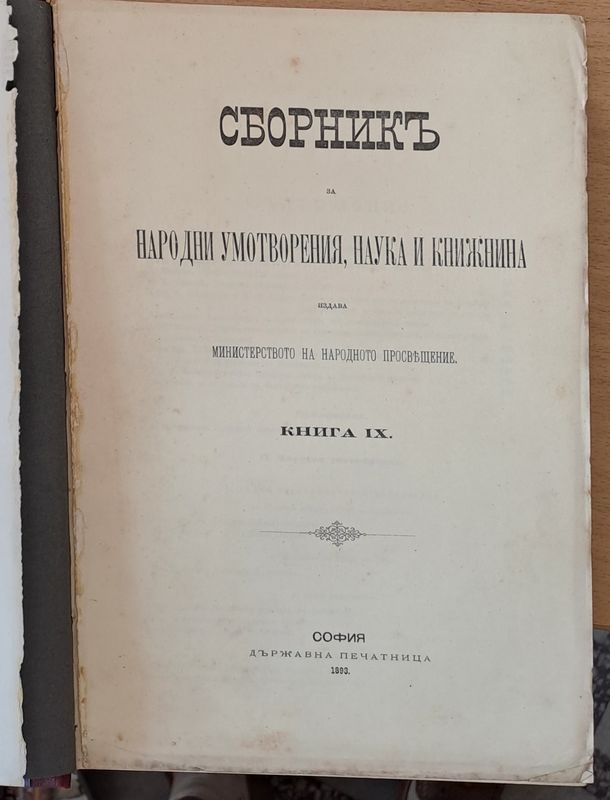 СБОРНИКЪ
ЗА
НАРОДНИ УМОТВОРЕНИЯ, НАУКА И КНИЖНИНА
ИЗДАВА
МИНИСТЕРСТВОТО НА НАРОДНОТО ПРОСВѢЩЕНИЕ.
КНИГА IX.
СОФИЯ
ДЪРЖАВНА ПЕЧАТНИЦА
1893.